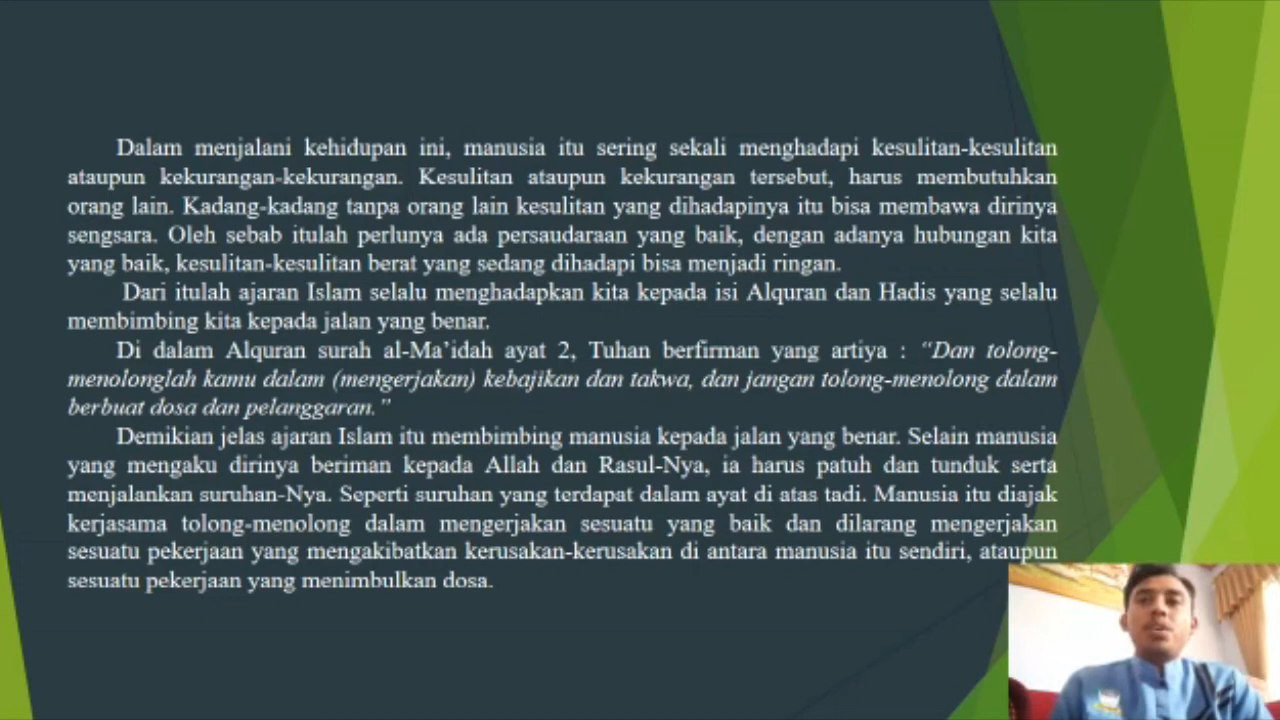 Dalam menjalani kehidupan ini, manusia itu sering sekali menghadapi kesulitan-kesulitan
ataupun kekurangan-kekurangan. Kesulitan ataupun kekurangan tersebut, harus membutuhkan
orang lain. Kadang-kadang tanpa orang lain kesulitan yang dihadapinya itu bisa membawa dirinya
sengsara. Oleh sebab itulah perlunya ada persaudaraan yang baik, dengan adanya hubungan kita
yang baik, kesulitan-kesulitan berat yang sedang dihadapi bisa menjadi ringan.
Dari itulah ajaran Islam selalu menghadapkan kita kepada isi Alquran dan Hadis yang selalu
membimbing kita kepada jalan yang benar.
Di dalam Alquran surah al-Ma’idah ayat 2, Tuhan berfirman yang artiya : “Dan tolong-
menolonglah kamu dalam (mengerjakan) kebajikan dan takwa, dan jangan tolong-menolong dalam
berbuat dosa dan pelanggaran.”
Demikian jelas ajaran Islam itu membimbing manusia kepada jalan yang benar. Selain manusia
yang mengaku dirinya beriman kepada Allah dan Rasul-Nya, ia harus patuh dan tunduk serta
menjalankan suruhan-Nya. Seperti suruhan yang terdapat dalam ayat di atas tadi. Manusia itu diajak
kerjasama tolong-menolong dalam mengerjakan sesuatu yang baik dan dilarang mengerjakan
sesuatu pekerjaan yang mengakibatkan kerusakan-kerusakan di antara manusia itu sendiri, ataupun
sesuatu pekerjaan yang menimbulkan dosa.